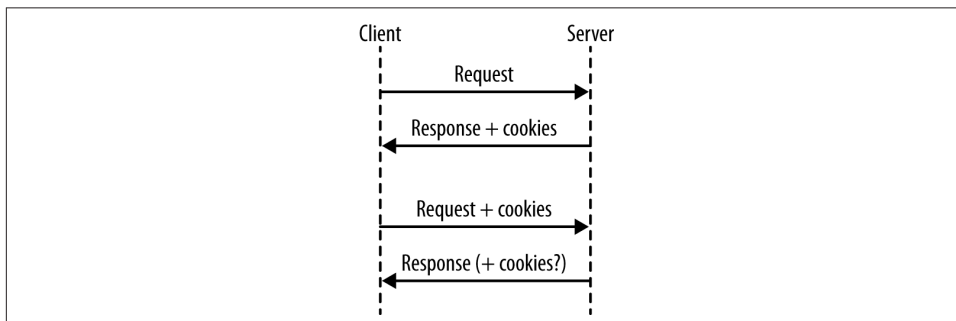 Client Server
Request
Response + cookies
Request + cookies
Response (+ cookies?)